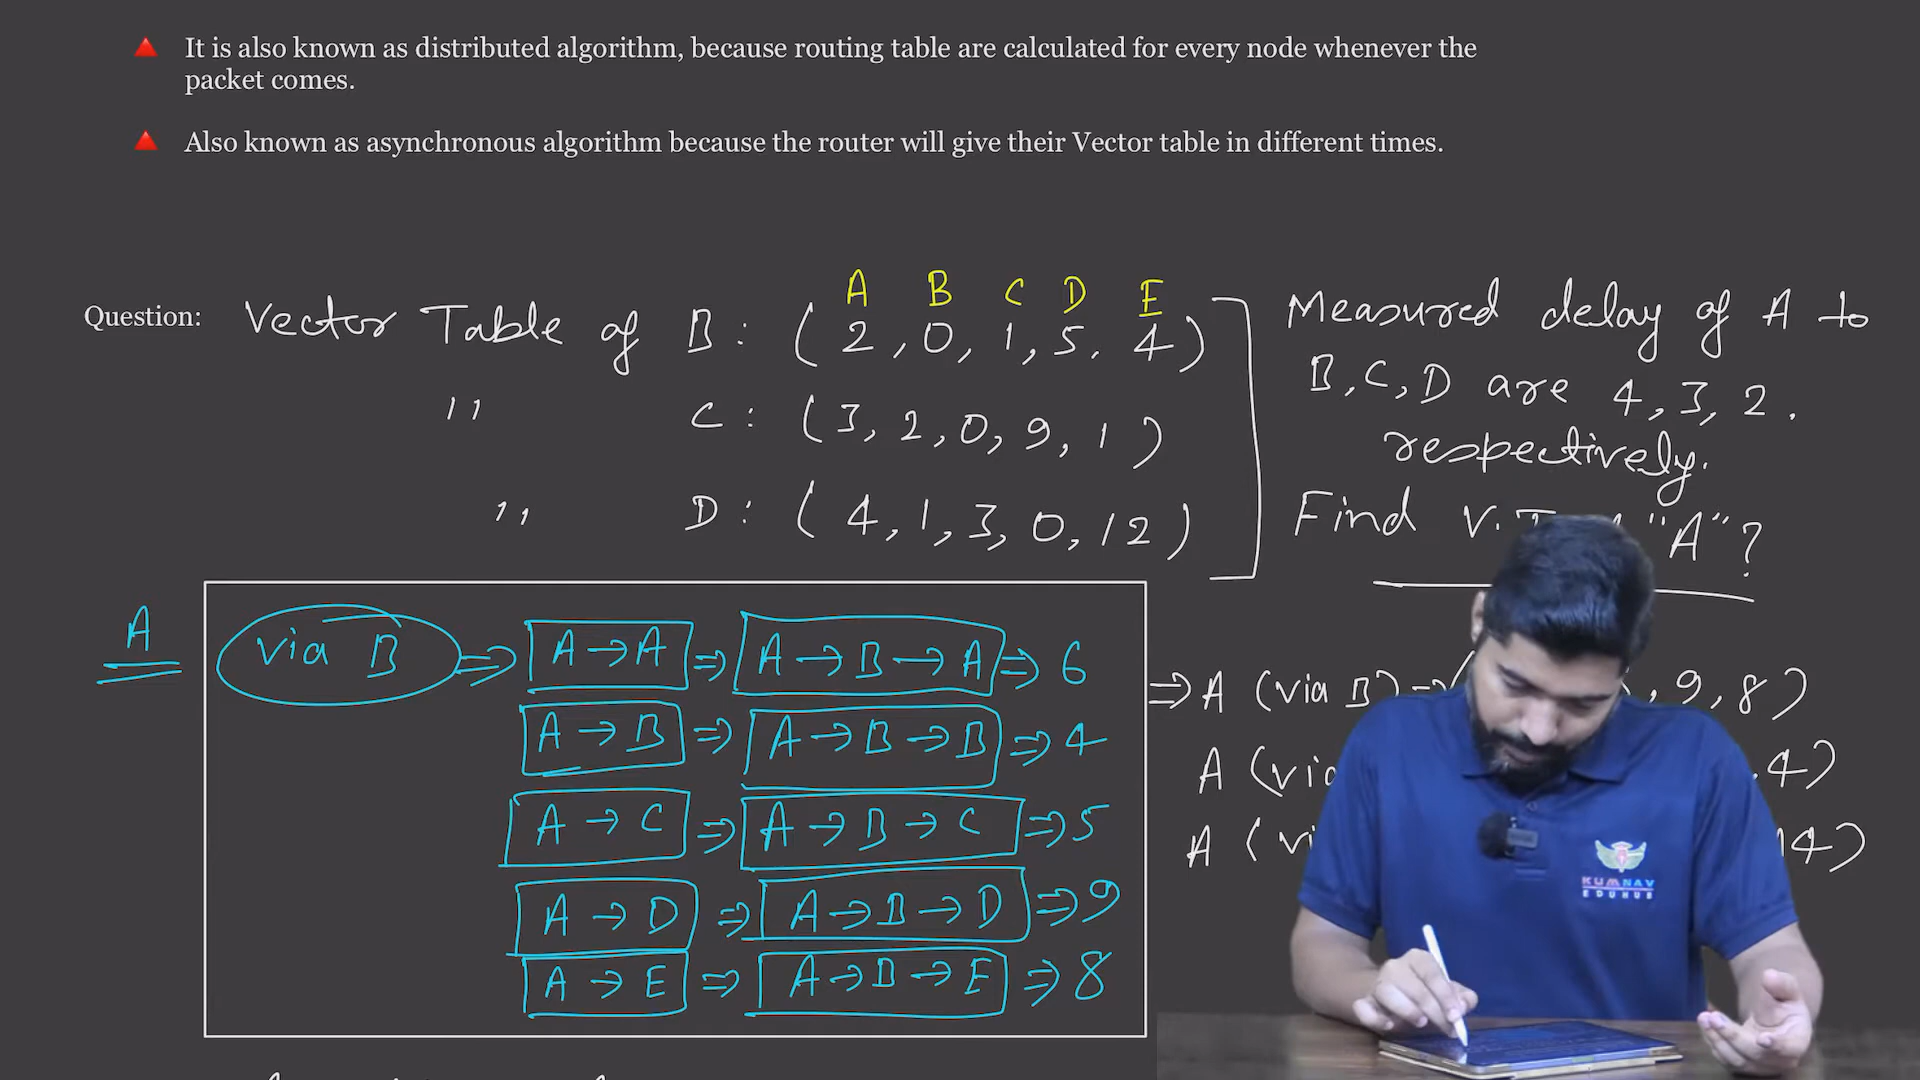 It is also known as distributed algorithm, because routing table are calculated for every node whenever the
packet comes.
Also known as asynchronous algorithm because the router will give their Vector table in different times.
A B C D E
Question: Vector Table of B: (2, 0, 1, 5, 4)
,, C: (3, 2, 0, 9, 1)
,, D: (4, 1, 3, 0, 12)
Measured delay of A to
B, C, D are 4, 3, 2.
respectively.
Find V. "A"?
A
via B ⇒ A → A ⇒ A → B → A ⇒ 6
A → B ⇒ A → B → B ⇒ 4
A → C ⇒ A → B → C ⇒ 5
A → D ⇒ A → B → D ⇒ 9
A → E ⇒ A → B → E ⇒ 8
⇒ A (via B) , 9, 8)
A ( 4)
A ( 4)
KUMNAV
EDUHUB